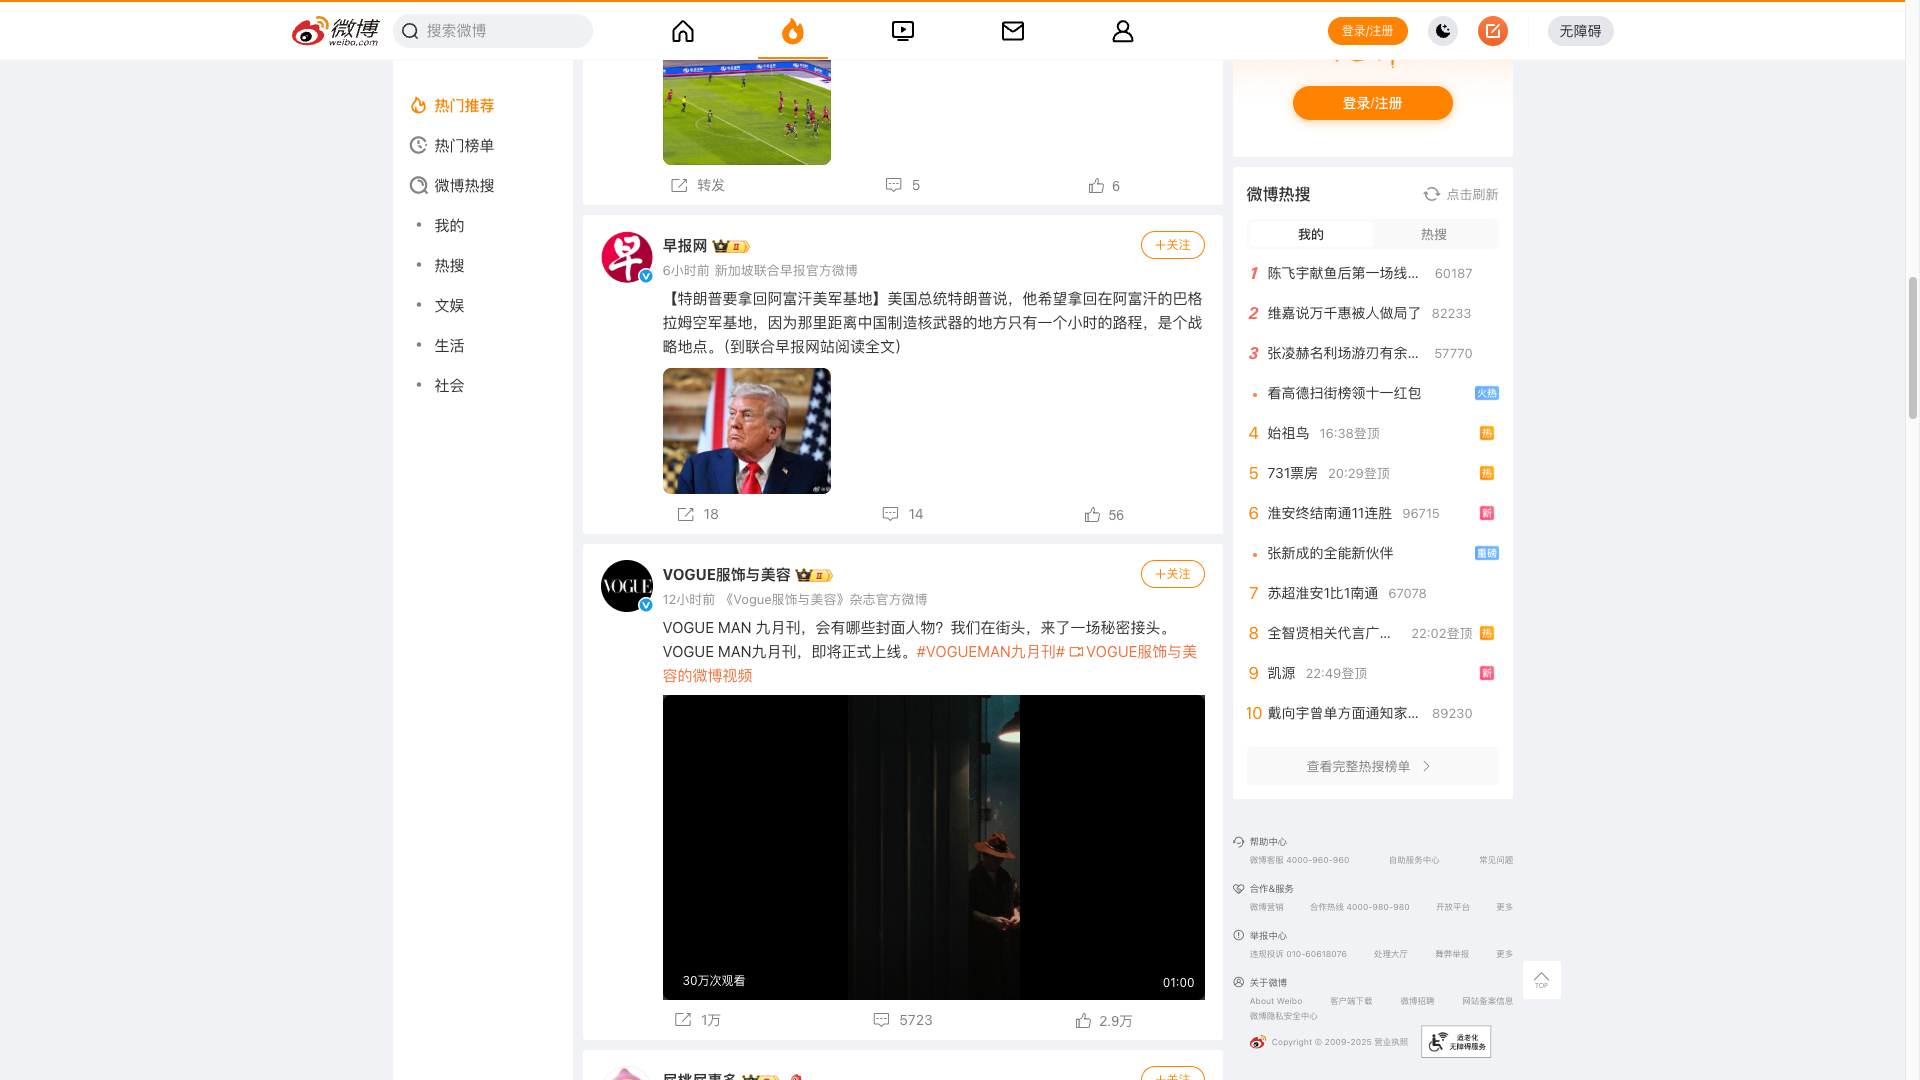 微博
weibo.com
搜索微博
登录/注册
无障碍
热门推荐
热门榜单
微博热搜
我的
热搜
文娱
生活
社会
转发
5
6
早报网
6小时前 新加坡联合早报官方微博
+关注
【特朗普要拿回阿富汗美军基地】美国总统特朗普说，他希望拿回在阿富汗的巴格
拉姆空军基地，因为那里距离中国制造核武器的地方只有一个小时的路程，是个战
略地点。（到联合早报网站阅读全文）
18
14
56
VOGUE
VOGUE服饰与美容
+关注
12小时前 《Vogue服饰与美容》杂志官方微博
VOGUE MAN 九月刊，会有哪些封面人物？我们在街头，来了一场秘密接头。
VOGUE MAN九月刊，即将正式上线。#VOGUEMAN九月刊# VOGUE服饰与美
容的微博视频
30万次观看
01:00
1万
5723
2.9万
登录/注册
微博热搜
点击刷新
我的
热搜
1 陈飞宇献鱼后第一场线... 60187
2 维嘉说万千惠被人做局了 82233
3 张凌赫名利场游刃有余... 57770
看高德扫街榜领十一红包 火热
4 始祖鸟 16:38登顶 热
5 731票房 20:29登顶 热
6 淮安终结南通11连胜 96715 新
张新成的全能新伙伴 重磅
7 苏超淮安1比1南通 67078
8 全智贤相关代言广... 22:02登顶 热
9 凯源 22:49登顶 新
10 戴向宇曾单方面通知家... 89230
查看完整热搜榜单
帮助中心
微博客服 4000-960-960 自助服务中心 常见问题
合作&服务
微博营销 合作热线 4000-980-980 开放平台 更多
举报中心
违规投诉 010-60618076 处理大厅 舞弊举报 更多
关于微博
About Weibo 客户端下载 微博招聘 网站备案信息
微博隐私安全中心
Copyright © 2009-2025 营业执照
适老化
无障碍服务
TOP